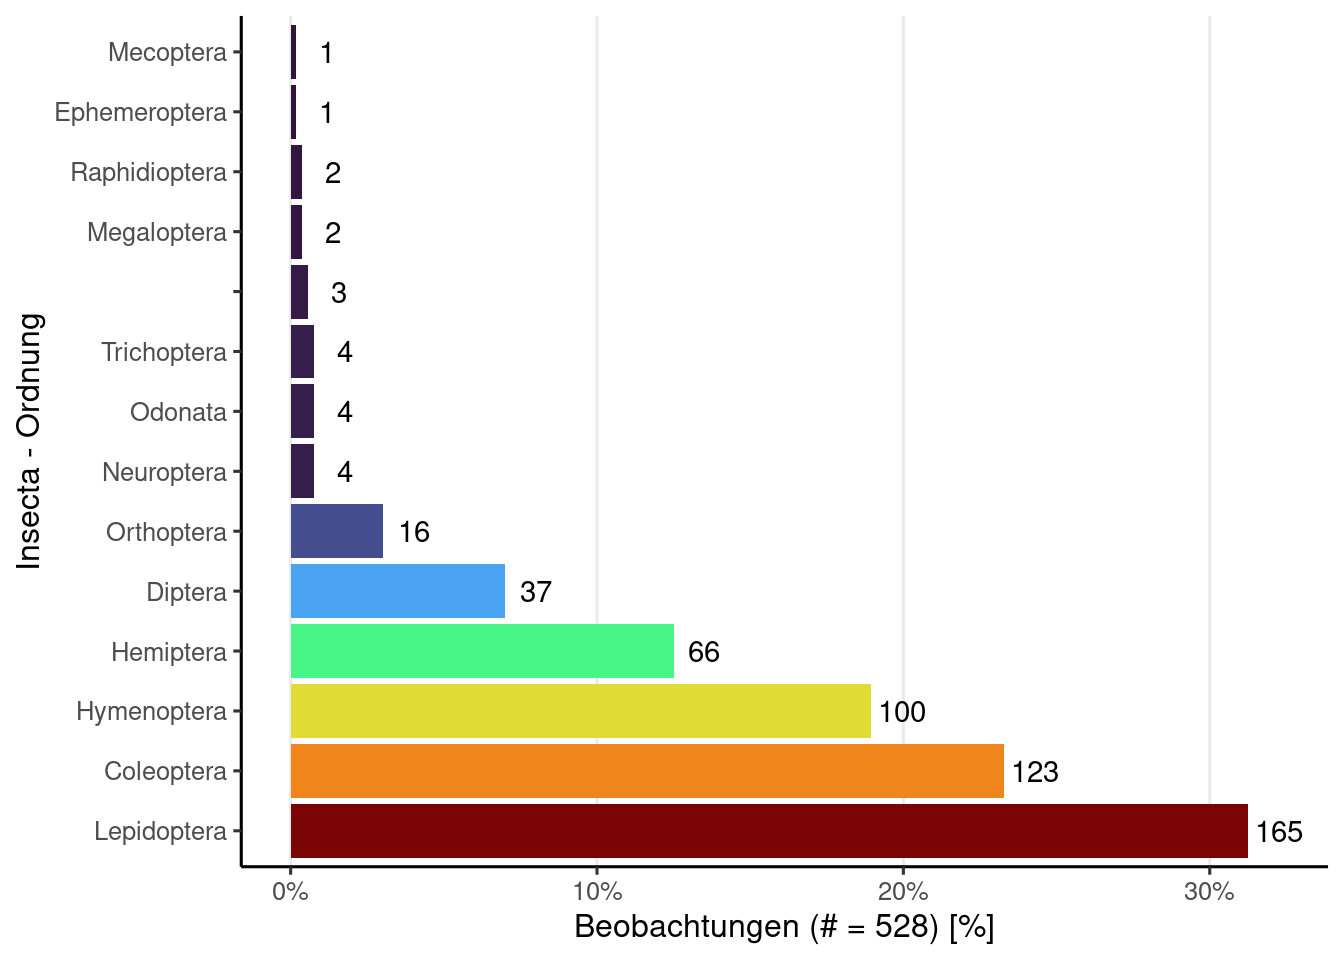 Insecta - Ordnung
Mecoptera 1
Ephemeroptera 1
Raphidioptera 2
Megaloptera 2
3
Trichoptera 4
Odonata 4
Neuroptera 4
Orthoptera 16
Diptera 37
Hemiptera 66
Hymenoptera 100
Coleoptera 123
Lepidoptera 165
0% 10% 20% 30%
Beobachtungen (# = 528) [%]